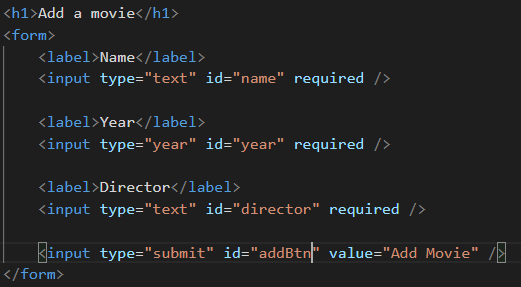 <h1>Add a movie</h1>
<form>
<label>Name</label>
<input type="text" id="name" required />
<label>Year</label>
<input type="year" id="year" required />
<label>Director</label>
<input type="text" id="director" required />
<input type="submit" id="addBtn" value="Add Movie" />
</form>